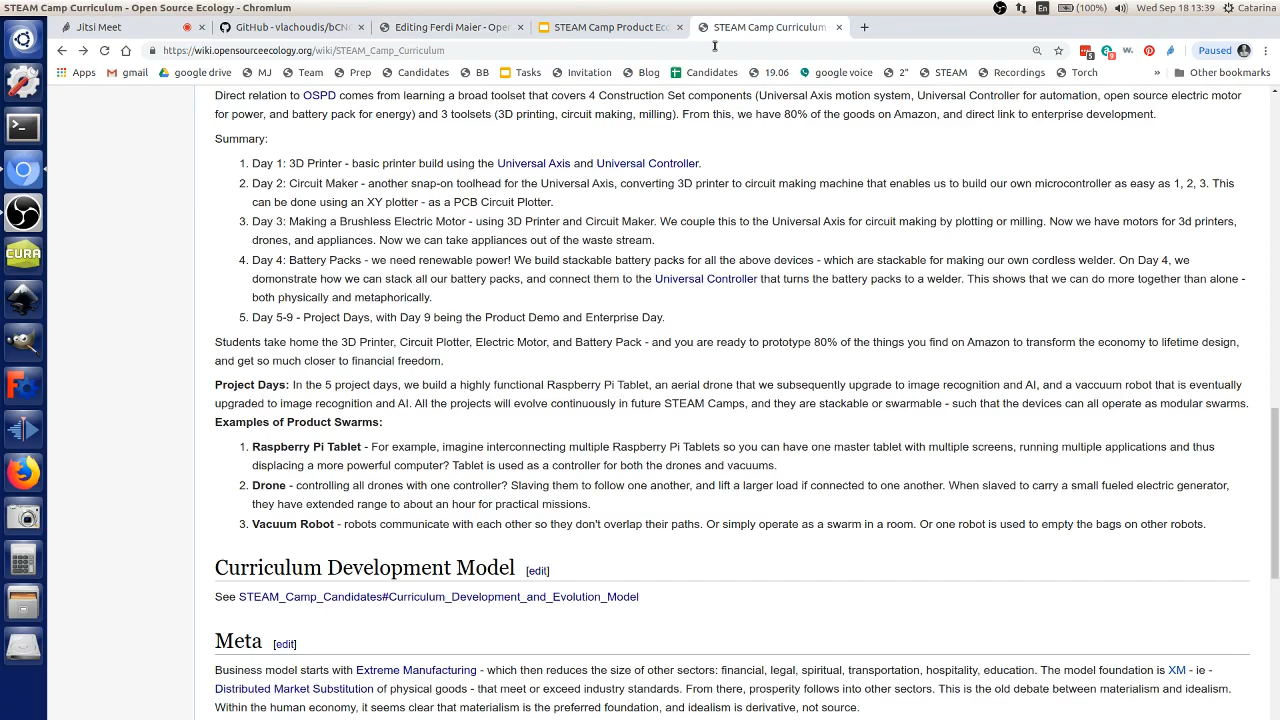 STEAM Camp Curriculum - Open Source Ecology - Chromium
En (100%) Wed Sep 18 13:39 Catarina
Jitsi Meet GitHub - vlachoudis/bCNC Editing Ferdi Maier - Open STEAM Camp Product Eco STEAM Camp Curriculum
https://wiki.opensourceecology.org/wiki/STEAM_Camp_Curriculum Paused
Apps gmail google drive MJ Team Prep Candidates BB Tasks Invitation Blog Candidates 19.06 google voice 2" STEAM Recordings Torch » Other bookmarks
Direct relation to OSPD comes from learning a broad toolset that covers 4 Construction Set components (Universal Axis motion system, Universal Controller for automation, open source electric motor
for power, and battery pack for energy) and 3 toolsets (3D printing, circuit making, milling). From this, we have 80% of the goods on Amazon, and direct link to enterprise development.
Summary:
1. Day 1: 3D Printer - basic printer build using the Universal Axis and Universal Controller.
2. Day 2: Circuit Maker - another snap-on toolhead for the Universal Axis, converting 3D printer to circuit making machine that enables us to build our own microcontroller as easy as 1, 2, 3. This
can be done using an XY plotter - as a PCB Circuit Plotter.
3. Day 3: Making a Brushless Electric Motor - using 3D Printer and Circuit Maker. We couple this to the Universal Axis for circuit making by plotting or milling. Now we have motors for 3d printers,
drones, and appliances. Now we can take appliances out of the waste stream.
4. Day 4: Battery Packs - we need renewable power! We build stackable battery packs for all the above devices - which are stackable for making our own cordless welder. On Day 4, we
domonstrate how we can stack all our battery packs, and connect them to the Universal Controller that turns the battery packs to a welder. This shows that we can do more together than alone -
both physically and metaphorically.
5. Day 5-9 - Project Days, with Day 9 being the Product Demo and Enterprise Day.
Students take home the 3D Printer, Circuit Plotter, Electric Motor, and Battery Pack - and you are ready to prototype 80% of the things you find on Amazon to transform the economy to lifetime design,
and get so much closer to financial freedom,
Project Days: In the 5 project days, we build a highly functional Raspberry Pi Tablet, an aerial drone that we subsequently upgrade to image recognition and AI, and a vaccuum robot that is eventually
upgraded to image recognition and AI. All the projects will evolve continuously in future STEAM Camps, and they are stackable or swarmable - such that the devices can all operate as modular swarms.
Examples of Product Swarms:
1. Raspberry Pi Tablet - For example, imagine interconnecting multiple Raspberry Pi Tablets so you can have one master tablet with multiple screens, running multiple applications and thus
displacing a more powerful computer? Tablet is used as a controller for both the drones and vacuums.
2. Drone - controlling all drones with one controller? Slaving them to follow one another, and lift a larger load if connected to one another. When slaved to carry a small fueled electric generator,
they have extended range to about an hour for practical missions.
3. Vacuum Robot - robots communicate with each other so they don't overlap their paths. Or simply operate as a swarm in a room. Or one robot is used to empty the bags on other robots.
Curriculum Development Model [edit]
See STEAM_Camp_Candidates#Curriculum_Development_and_Evolution_Model
Meta [edit]
Business model starts with Extreme Manufacturing - which then reduces the size of other sectors: financial, legal, spiritual, transportation, hospitality, education. The model foundation is XM - ie -
Distributed Market Substitution of physical goods - that meet or exceed industry standards. From there, prosperity follows into other sectors. This is the old debate between materialism and idealism.
Within the human economy, it seems clear that materialism is the preferred foundation, and idealism is derivative, not source.
CURA